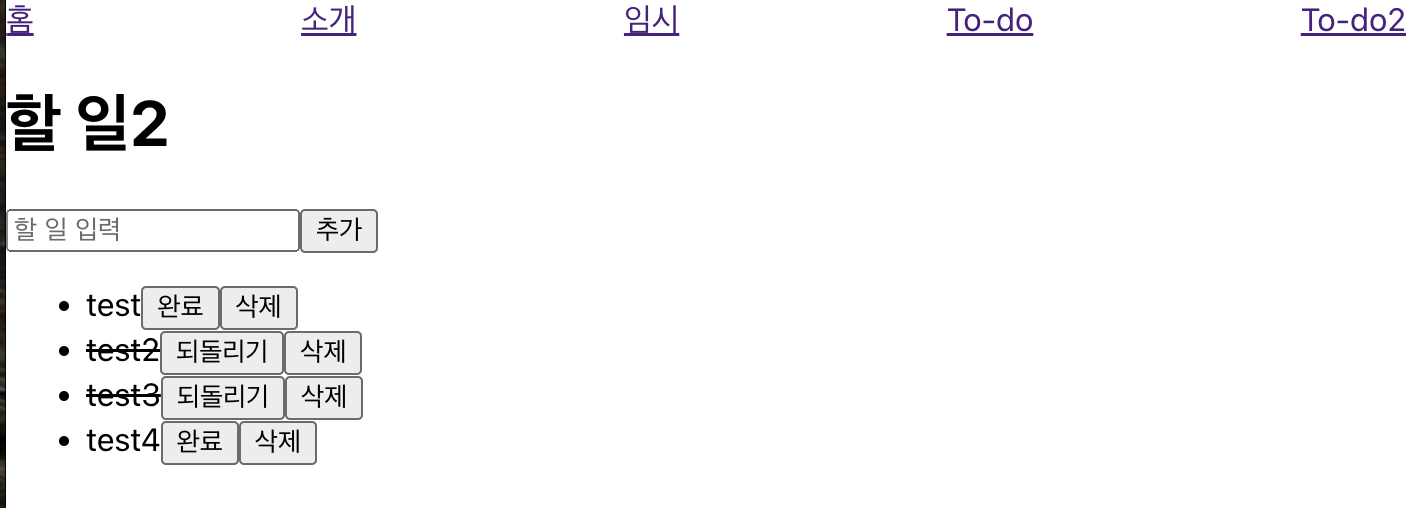 홈 소개 임시 To-do To-do2
할 일2
할 일 입력 추가
test 완료 삭제
test2 되돌리기 삭제
test3 되돌리기 삭제
test4 완료 삭제